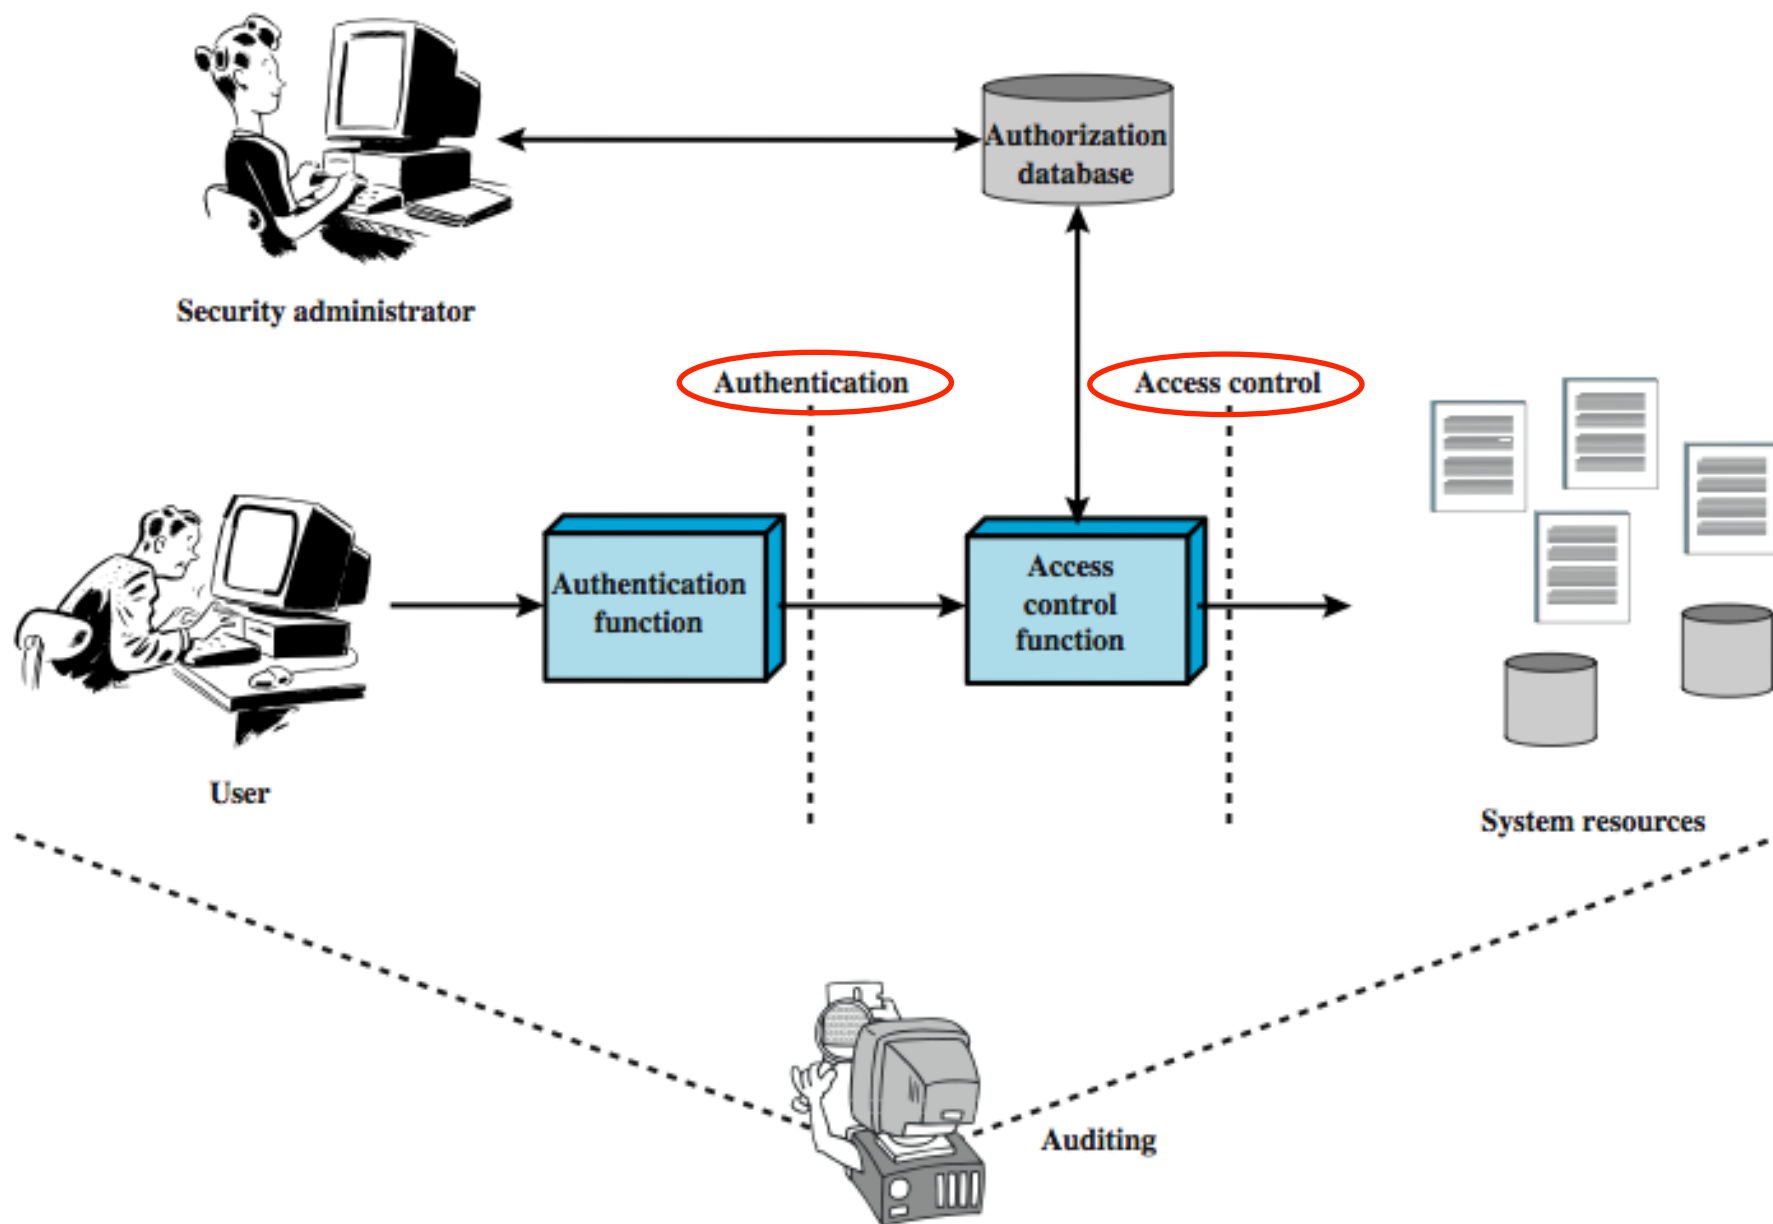 Authorization
database
Security administrator
Authentication
Access control
Authentication
function
Access
control
function
User
System resources
Auditing